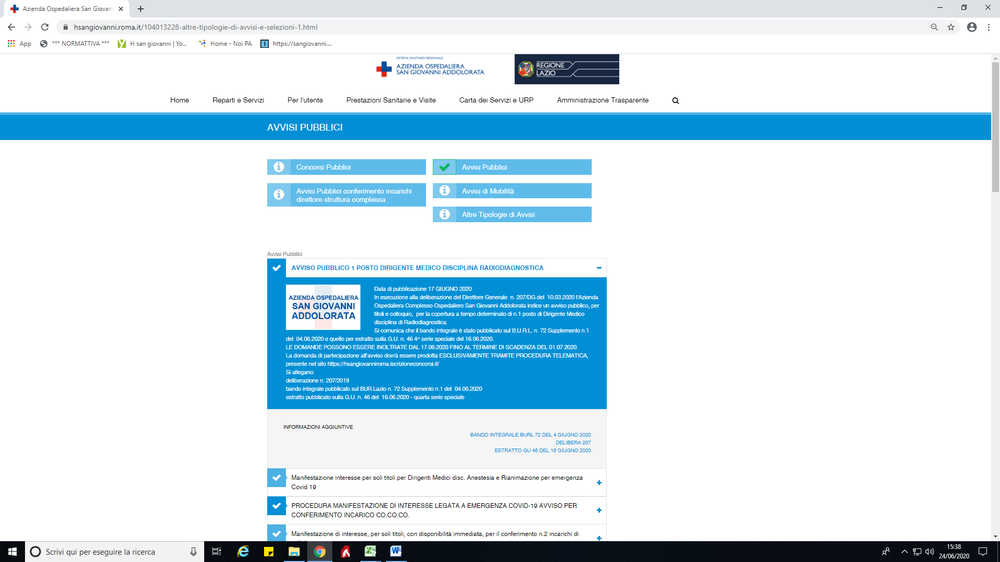 Azienda Ospedaliera San Giovan
hsangiovanni.roma.it/104013228-altre-tipologie-di-avvisi-e-selezioni-1.html
App
*** NORMATTIVA ***
H san giovanni | Yo...
Home - Noi PA
https://sangiovanni....
SISTEMA SANITARIO REGIONALE
AZIENDA OSPEDALIERA
SAN GIOVANNI ADDOLORATA
REGIONE
LAZIO
Home
Reparti e Servizi
Per l'utente
Prestazioni Sanitarie e Visite
Carta dei Servizi e URP
Amministrazione Trasparente
AVVISI PUBBLICI
Concorsi Pubblici
Avvisi Pubblici
Avvisi Pubblici conferimento incarichi
direttore struttura complessa
Avvisi di Mobilità
Altre Tipologie di Avvisi
Avvisi Pubblici
AVVISO PUBBLICO 1 POSTO DIRIGENTE MEDICO DISCIPLINA RADIODIAGNOSTICA
AZIENDA OSPEDALIERA
SAN GIOVANNI
ADDOLORATA
Data di pubblicazione 17 GIUGNO 2020
In esecuzione alla deliberazione del Direttore Generale  n. 207/DG del  10.03.2020 l'Azienda
Ospedaliera Complesso Ospedaliero San Giovanni Addolorata indice un avviso pubblico, per
titoli e colloquio,  per la copertura a tempo determinato di n.1 posto di Dirigente Medico
disciplina di Radiodiagnostica.
Si comunica che il bando integrale è stato pubblicato sul B.U.R.L. n. 72 Supplemento n.1
del  04.06.2020 e quello per estratto sulla G.U. n. 46 4^ serie speciale del 16.06.2020.
LE DOMANDE POSSONO ESSERE INOLTRATE DAL 17.06.2020 FINO AL TERMINE DI SCADENZA DEL 01.07.2020.
La domanda di partecipazione all'avviso dovrà essere prodotta ESCLUSIVAMENTE TRAMITE PROCEDURA TELEMATICA,
presente nel sito https://hsangiovanniroma.iscrizioneconcorsi.it/
Si allegano:
deliberazione n. 207/2019
bando integrale pubblicato sul BUR Lazio n. 72 Supplemento n.1 del  04.06.2020
estratto pubblicato sulla G.U. n. 46 del  16.06.2020 - quarta serie speciale
INFORMAZIONI AGGIUNTIVE
BANDO INTEGRALE BURL 72 DEL 4 GIUGNO 2020
DELIBERA 207
ESTRATTO GU 46 DEL 16 GIUGNO 2020
Manifestazione interesse per soli titoli per Dirigenti Medici disc. Anestesia e Rianimazione per emergenza
Covid 19
PROCEDURA MANIFESTAZIONE DI INTERESSE LEGATA A EMERGENZA COVID-19 AVVISO PER
CONFERIMENTO INCARICO CO.CO.CO.
Manifestazione di interesse, per soli titoli, con disponibilità immediata, per il conferimento n.2 incarichi di
Scrivi qui per eseguire la ricerca
15:38
24/06/2020